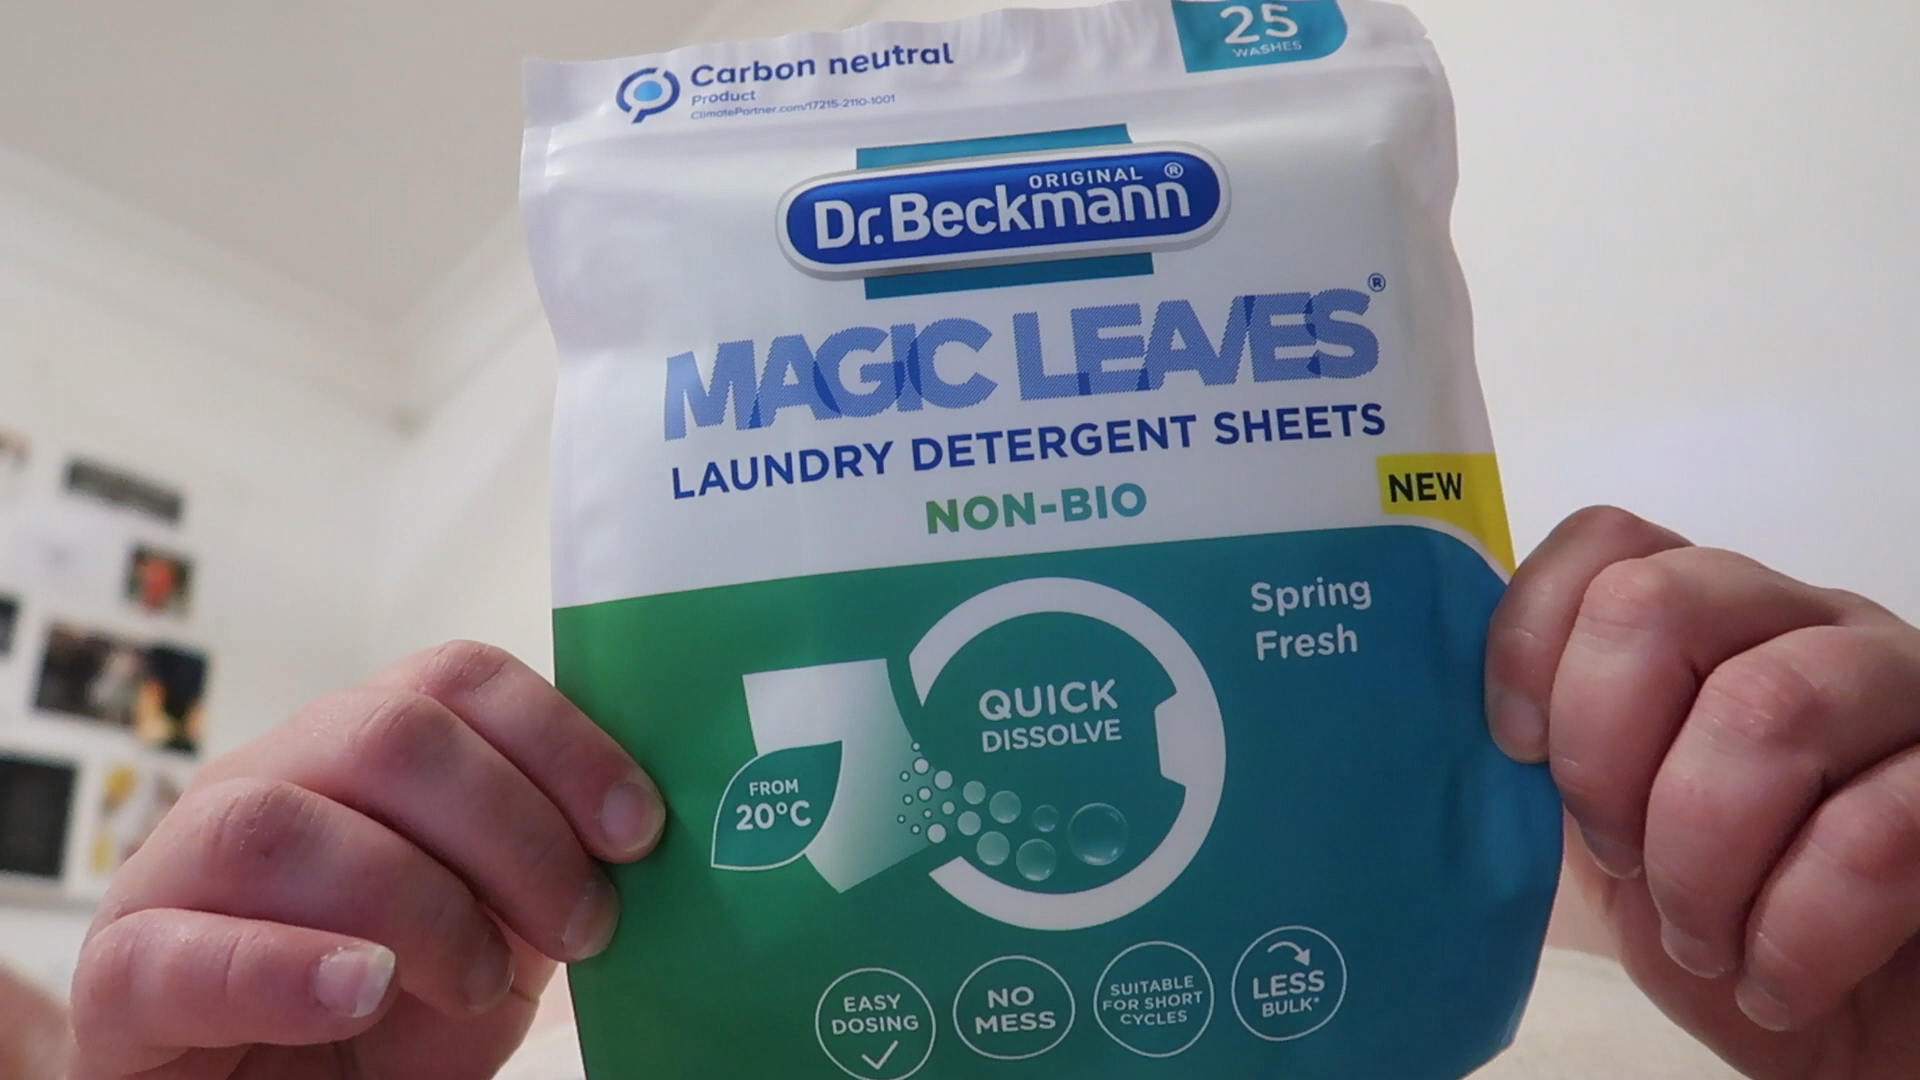 25
WASHES
Carbon neutral
Product
ClimatePartner.com/17215-2110-1001
ORIGINAL ®
Dr.Beckmann
MAGIC LEAVES®
LAUNDRY DETERGENT SHEETS
NON-BIO
NEW
Spring
Fresh
QUICK
DISSOLVE
FROM
20°C
EASY
DOSING
NO
MESS
SUITABLE
FOR SHORT
CYCLES
LESS
BULK*